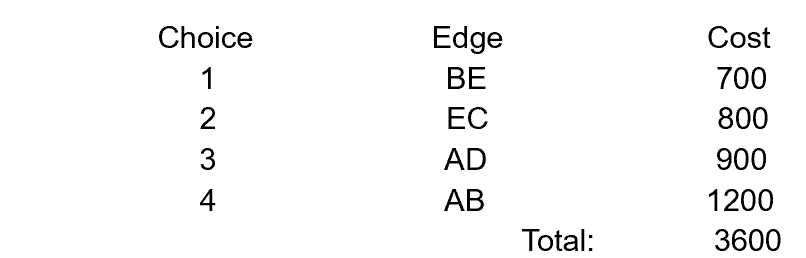 Choice Edge Cost
1 BE 700
2 EC 800
3 AD 900
4 AB 1200
Total: 3600